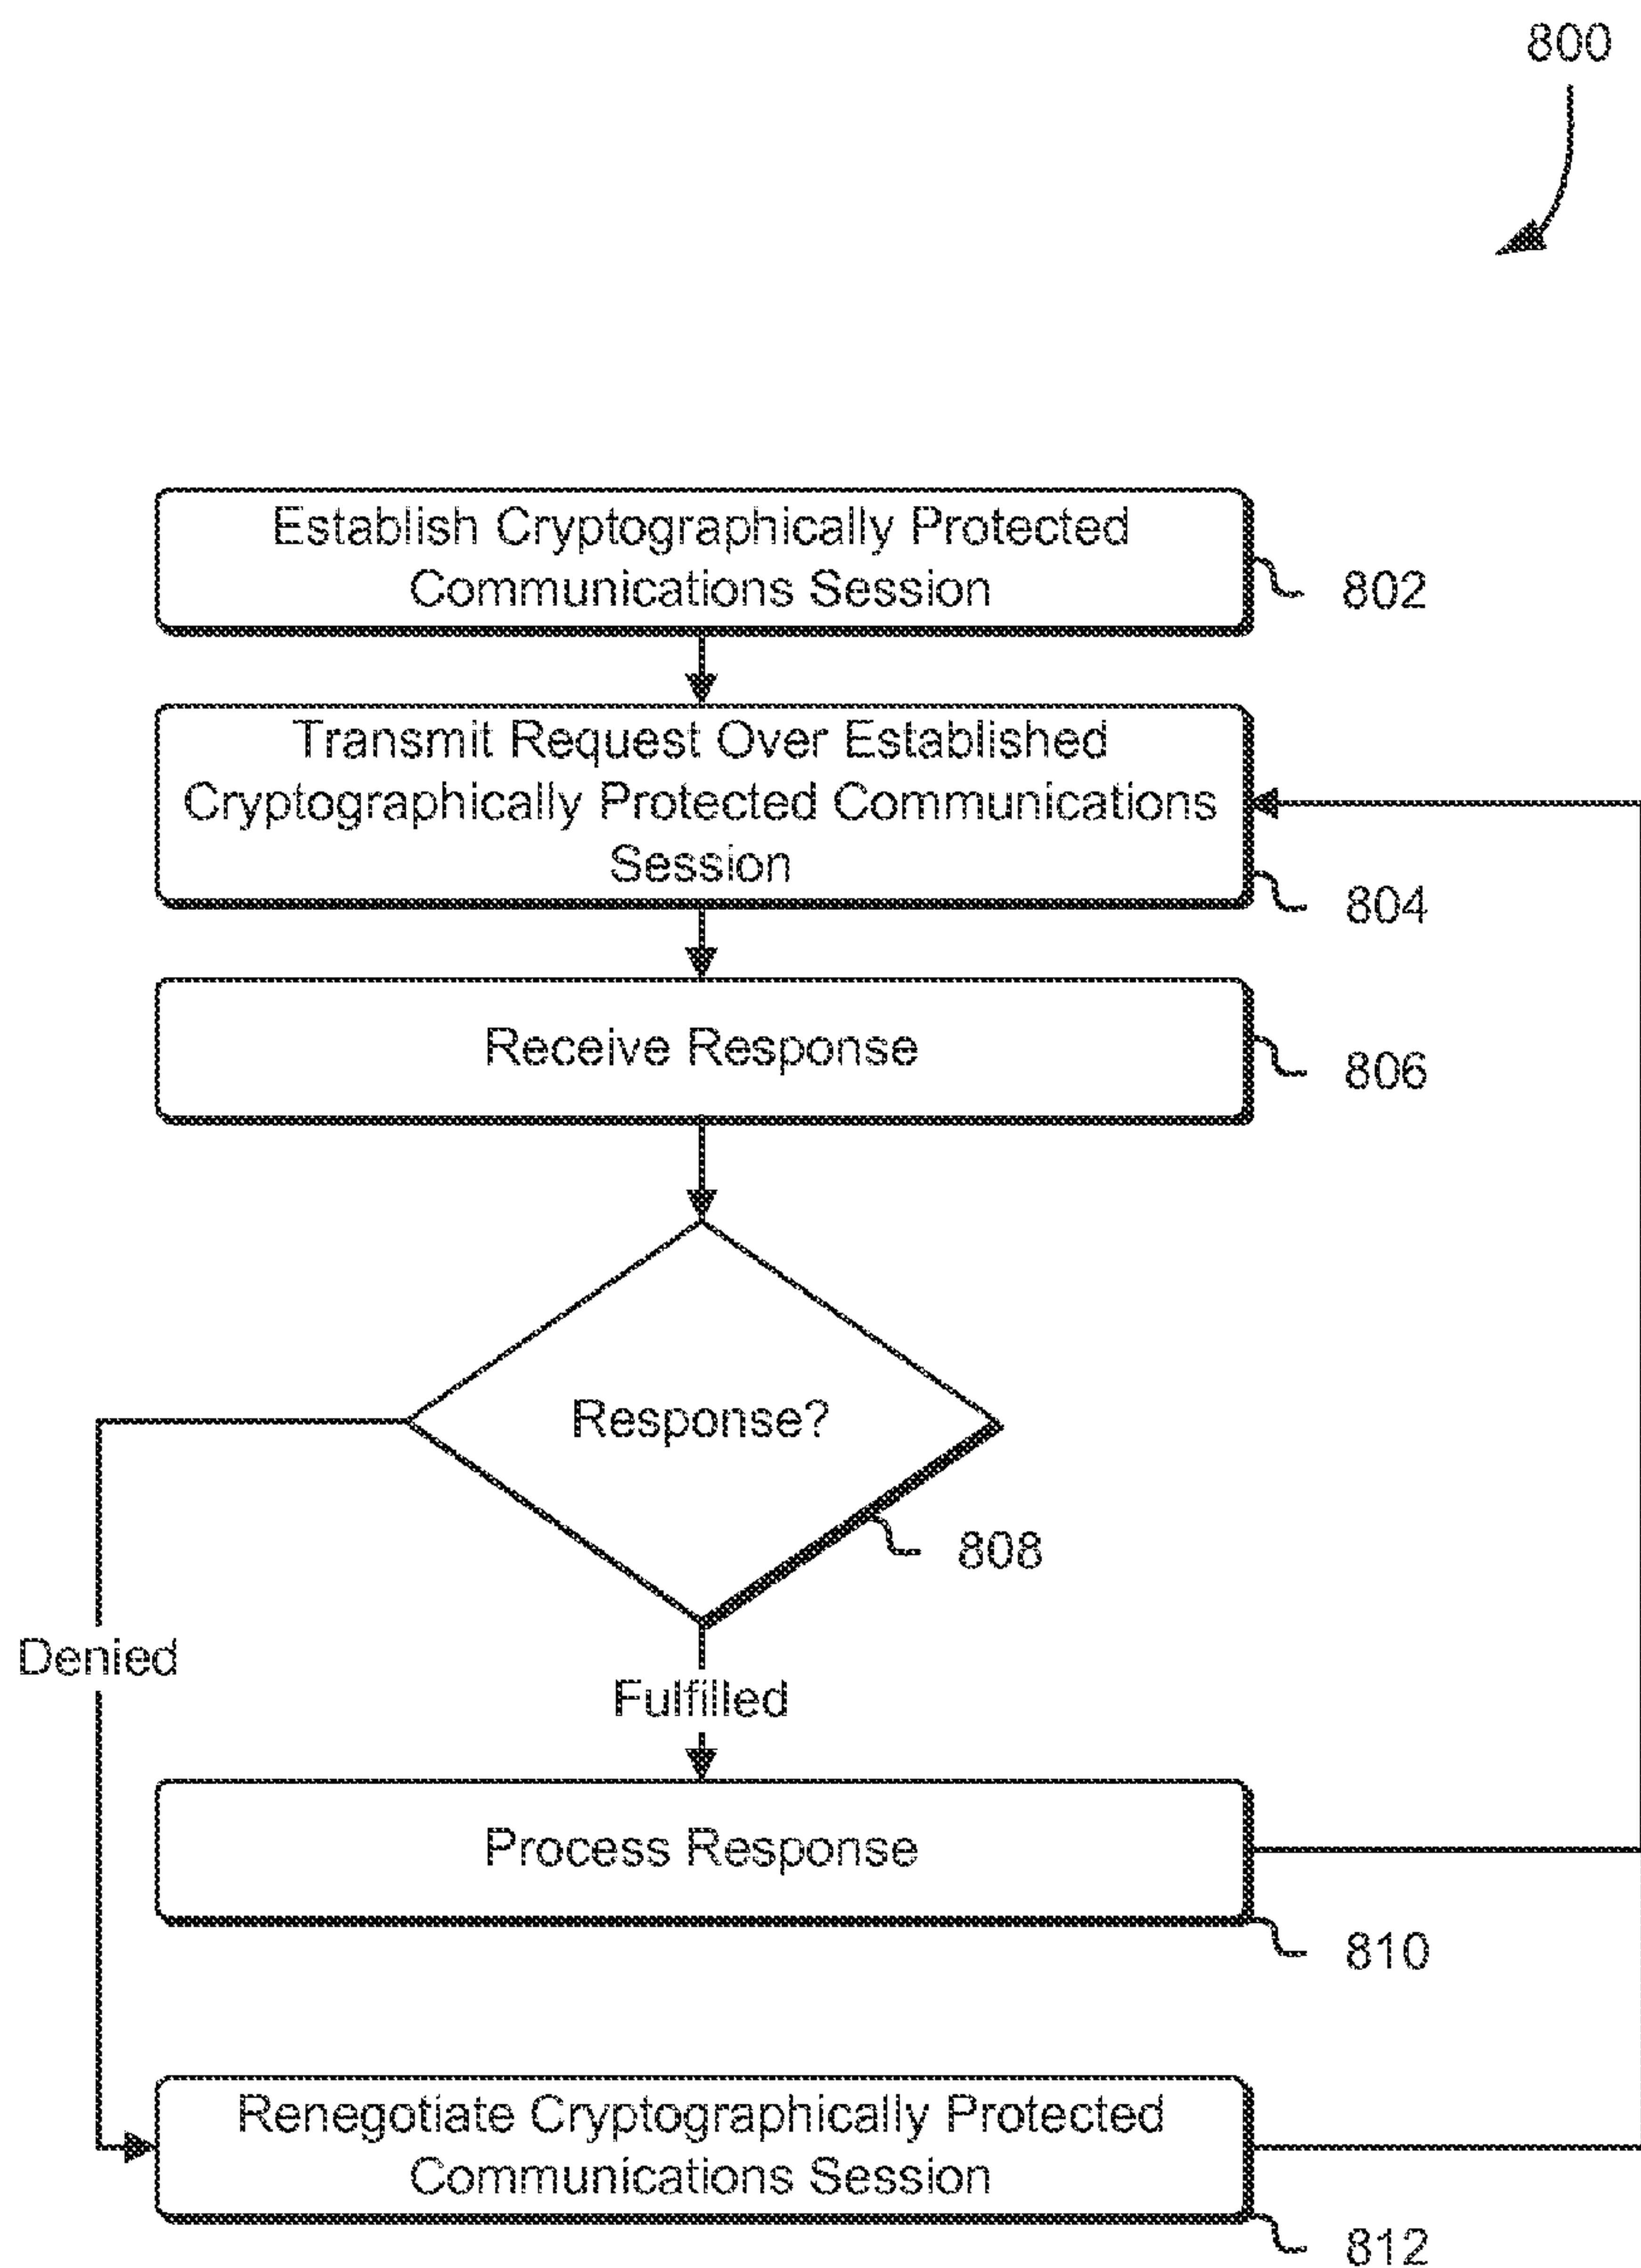 800
Establish Cryptographically Protected
Communications Session
802
Transmit Request Over Established
Cryptographically Protected Communications
Session
804
Receive Response
806
Response?
808
Denied
Fulfilled
Process Response
810
Renegotiate Cryptographically Protected
Communications Session
812